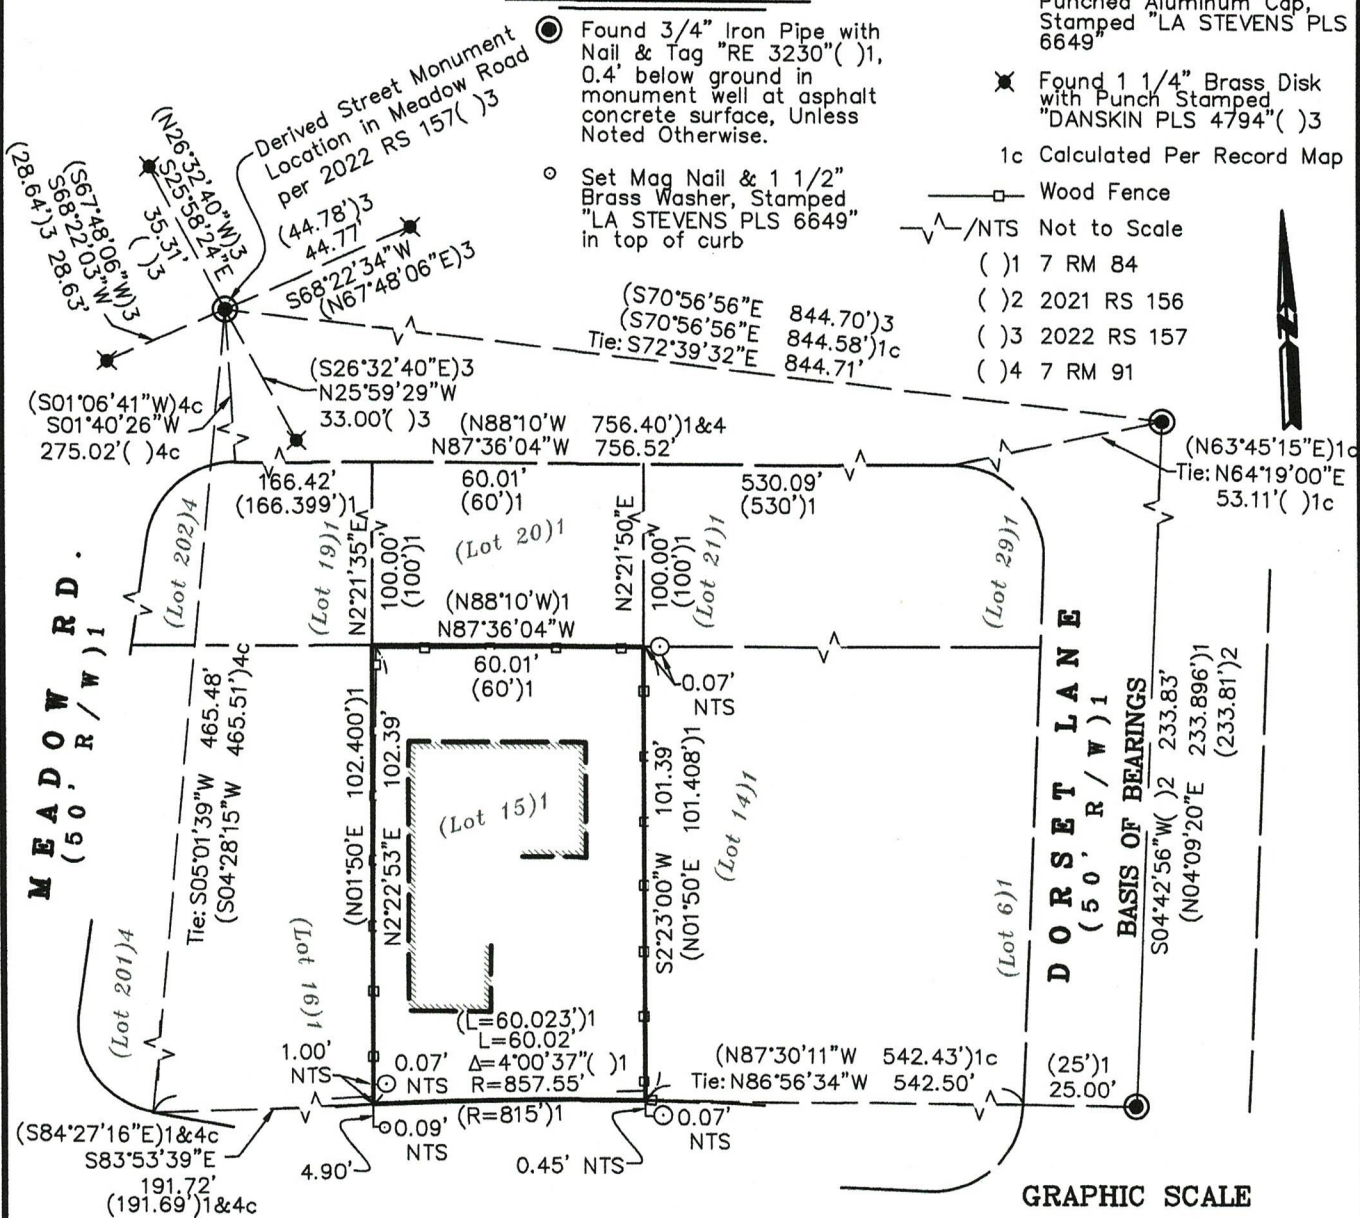 Found 3/4" Iron Pipe with
Nail & Tag "RE 3230"( )1,
0.4' below ground in
monument well at asphalt
concrete surface, Unless
Noted Otherwise.
Set Mag Nail & 1 1/2"
Brass Washer, Stamped
"LA STEVENS PLS 6649"
in top of curb
Punched Aluminum Cap,
Stamped "LA STEVENS PLS
6649"
Found 1 1/4" Brass Disk
with Punch Stamped
"DANSKIN PLS 4794"( )3
1c Calculated Per Record Map
Wood Fence
/NTS Not to Scale
( )1 7 RM 84
( )2 2021 RS 156
( )3 2022 RS 157
( )4 7 RM 91
Derived Street Monument
Location in Meadow Road
per 2022 RS 157( )3
(N26°32'40"W)3
S25°58'24"E
35.31'
( )3
(S67°48'06"W)3
S68°22'03"W
(28.64')3 28.63'
(44.78')3
44.77'
S68°22'34"W
(N67°48'06"E)3
(S70°56'56"E 844.70')3
(S70°56'56"E 844.58')1c
Tie: S72°39'32"E 844.71'
(S26°32'40"E)3
N25°59'29"W
33.00'( )3
(S01°06'41"W)4c
S01°40'26"W
275.02'( )4c
(N88°10'W 756.40')1&4
N87°36'04"W 756.52'
(N63°45'15"E)1c
Tie: N64°19'00"E
53.11'( )1c
166.42'
(166.399')1
60.01'
(60')1
530.09'
(530')1
(Lot 202)4
(Lot 19)1
N2°21'35"E
100.00'
(100')1
(Lot 20)1
N2°21'50"E
100.00'
(100')1
(Lot 21)1
(Lot 29)1
(N88°10'W)1
N87°36'04"W
60.01'
(60')1
0.07'
NTS
MEADOW RD.
(50' R/W)1
Tie: S05°01'39"W 465.48'
(S04°28'15"W 465.51')4c
(N01°50'E 102.400')1
N2°22'53"E 102.39'
(Lot 15)1
S2°23'00"W 101.39'
(N01°50'E 101.408')1
(Lot 14)1
DORSET LANE
(50' R/W)1
BASIS OF BEARINGS
S04°42'56"W( )2 233.83'
(N04°09'20"E 233.896')1
(233.81')2
(Lot 201)4
(Lot 16)1
(Lot 6)1
(L=60.023')1
L=60.02'
Δ=4°00'37"( )1
R=857.55'
(R=815')1
1.00'
NTS
0.07'
NTS
(N87°30'11"W 542.43')1c
Tie: N86°56'34"W 542.50'
(25')1
25.00'
0.09'
NTS
0.07'
NTS
4.90'
0.45' NTS
(S84°27'16"E)1&4c
S83°53'39"E
191.72'
(191.69')1&4c
GRAPHIC SCALE